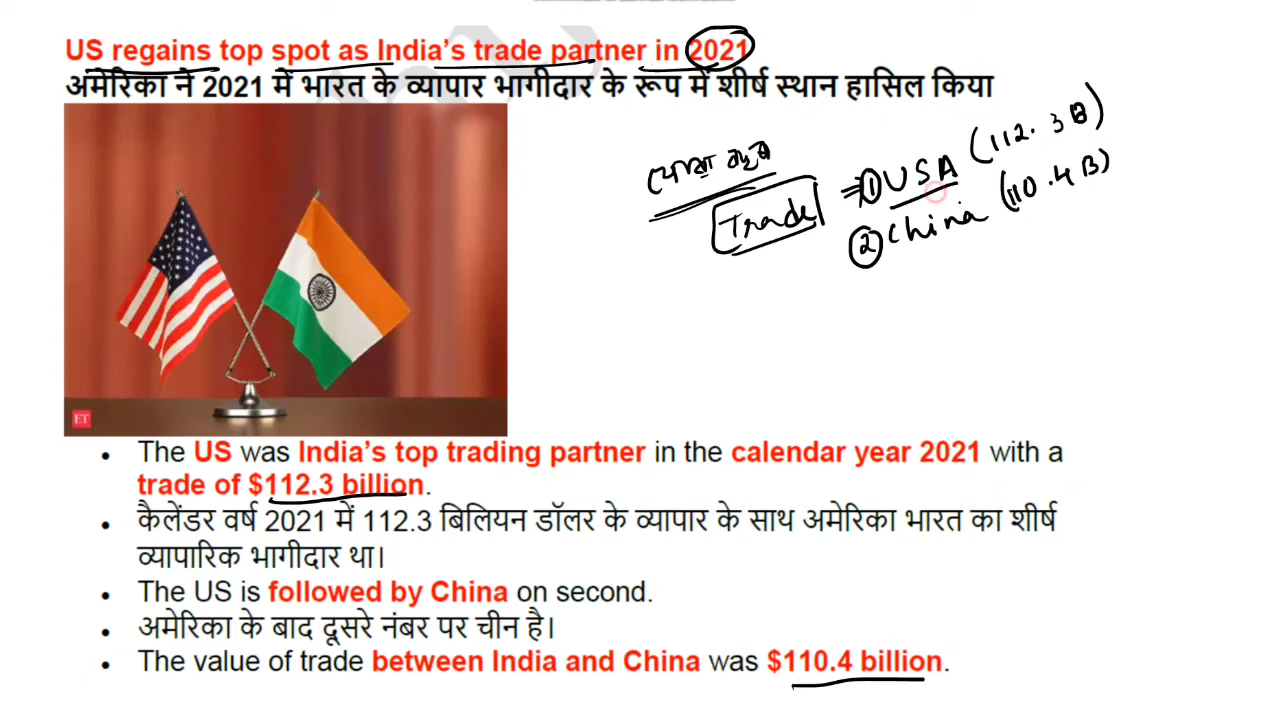 US regains top spot as India's trade partner in 2021
अमेरिका ने 2021 में भारत के व्यापार भागीदार के रूप में शीर्ष स्थान हासिल किया
Trade ⇒ ① USA (112.3B)
② China (110.4B)
ET
• The US was India's top trading partner in the calendar year 2021 with a
trade of $112.3 billion.
• कैलेंडर वर्ष 2021 में 112.3 बिलियन डॉलर के व्यापार के साथ अमेरिका भारत का शीर्ष
व्यापारिक भागीदार था।
• The US is followed by China on second.
• अमेरिका के बाद दूसरे नंबर पर चीन है।
• The value of trade between India and China was $110.4 billion.